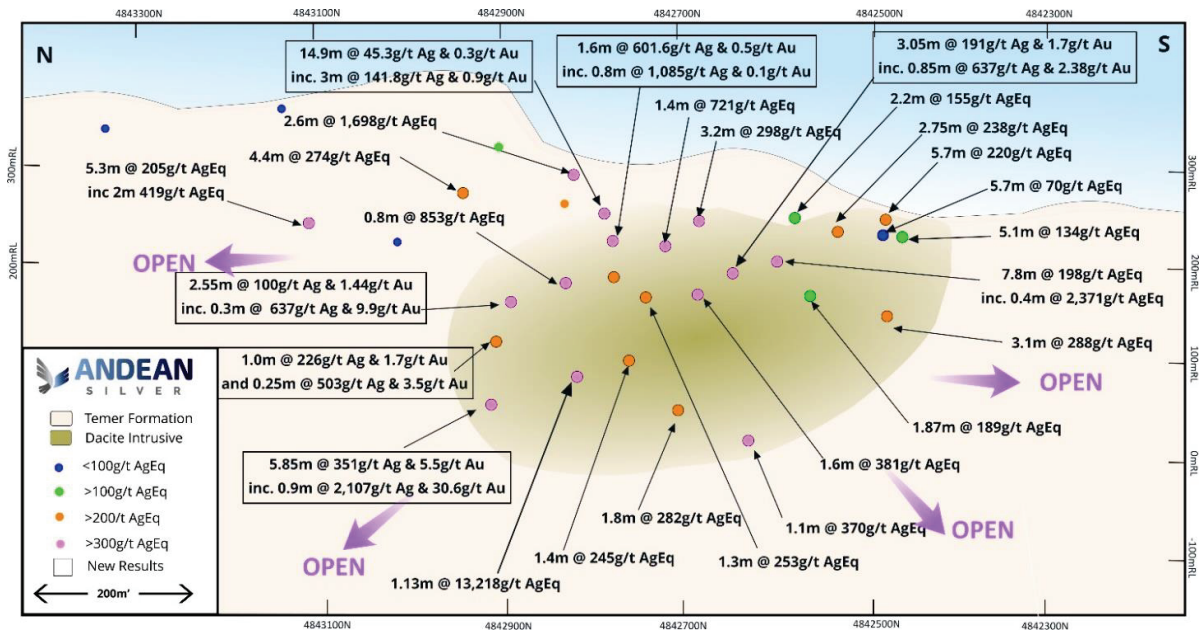 4843300N
4843100N
4842900N
4842700N
4842500N
4842300N
N
S
14.9m @ 45.3g/t Ag & 0.3g/t Au
inc. 3m @ 141.8g/t Ag & 0.9g/t Au
1.6m @ 601.6g/t Ag & 0.5g/t Au
inc. 0.8m @ 1,085g/t Ag & 0.1g/t Au
3.05m @ 191g/t Ag & 1.7g/t Au
inc. 0.85m @ 637g/t Ag & 2.38g/t Au
2.6m @ 1,698g/t AgEq
1.4m @ 721g/t AgEq
2.2m @ 155g/t AgEq
4.4m @ 274g/t AgEq
3.2m @ 298g/t AgEq
2.75m @ 238g/t AgEq
5.7m @ 220g/t AgEq
5.3m @ 205g/t AgEq
inc 2m 419g/t AgEq
5.7m @ 70g/t AgEq
300mRL
300mRL
0.8m @ 853g/t AgEq
5.1m @ 134g/t AgEq
OPEN
200mRL
200mRL
7.8m @ 198g/t AgEq
inc. 0.4m @ 2,371g/t AgEq
2.55m @ 100g/t Ag & 1.44g/t Au
inc. 0.3m @ 637g/t Ag & 9.9g/t Au
3.1m @ 288g/t AgEq
1.0m @ 226g/t Ag & 1.7g/t Au
and 0.25m @ 503g/t Ag & 3.5g/t Au
100mRL
OPEN
1.87m @ 189g/t AgEq
5.85m @ 351g/t Ag & 5.5g/t Au
inc. 0.9m @ 2,107g/t Ag & 30.6g/t Au
1.6m @ 381g/t AgEq
0mRL
1.8m @ 282g/t AgEq
1.1m @ 370g/t AgEq
OPEN
OPEN
1.4m @ 245g/t AgEq
1.3m @ 253g/t AgEq
-100mRL
1.13m @ 13,218g/t AgEq
ANDEAN
SILVER
Temer Formation
Dacite Intrusive
<100g/t AgEq
>100g/t AgEq
>200/t AgEq
>300g/t AgEq
New Results
200m'
4843100N
4842900N
4842700N
4842500N
4842300N